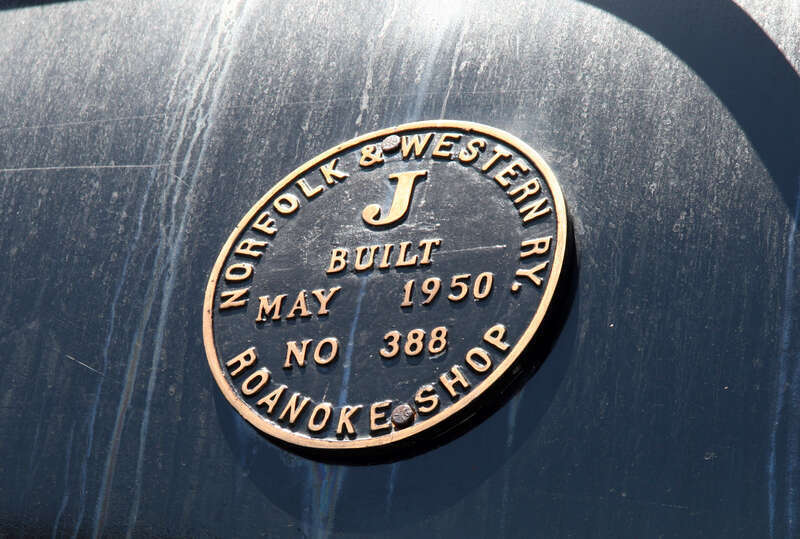 NORFOLK & WESTERN RY.
J
BUILT
MAY 1950
NO 388
ROANOKE SHOP